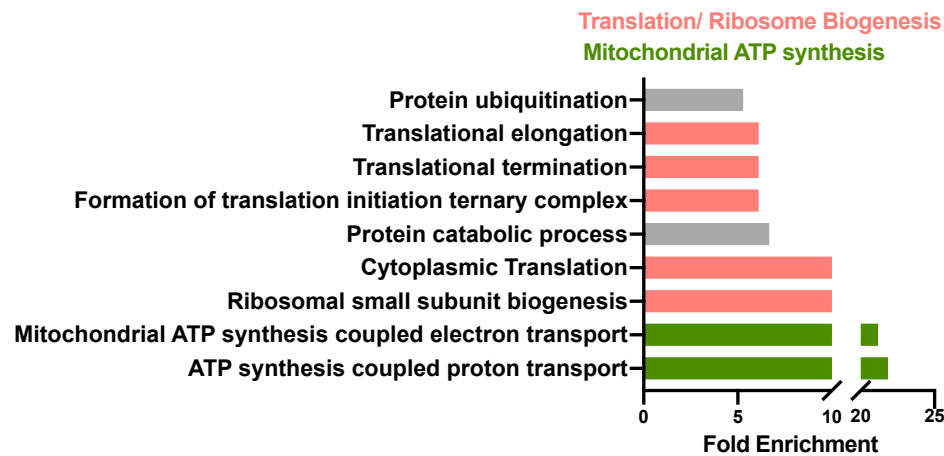 Translation/ Ribosome Biogenesis
Mitochondrial ATP synthesis
Protein ubiquitination
Translational elongation
Translational termination
Formation of translation initiation ternary complex
Protein catabolic process
Cytoplasmic Translation
Ribosomal small subunit biogenesis
Mitochondrial ATP synthesis coupled electron transport
ATP synthesis coupled proton transport
0 5 10 20 25
Fold Enrichment